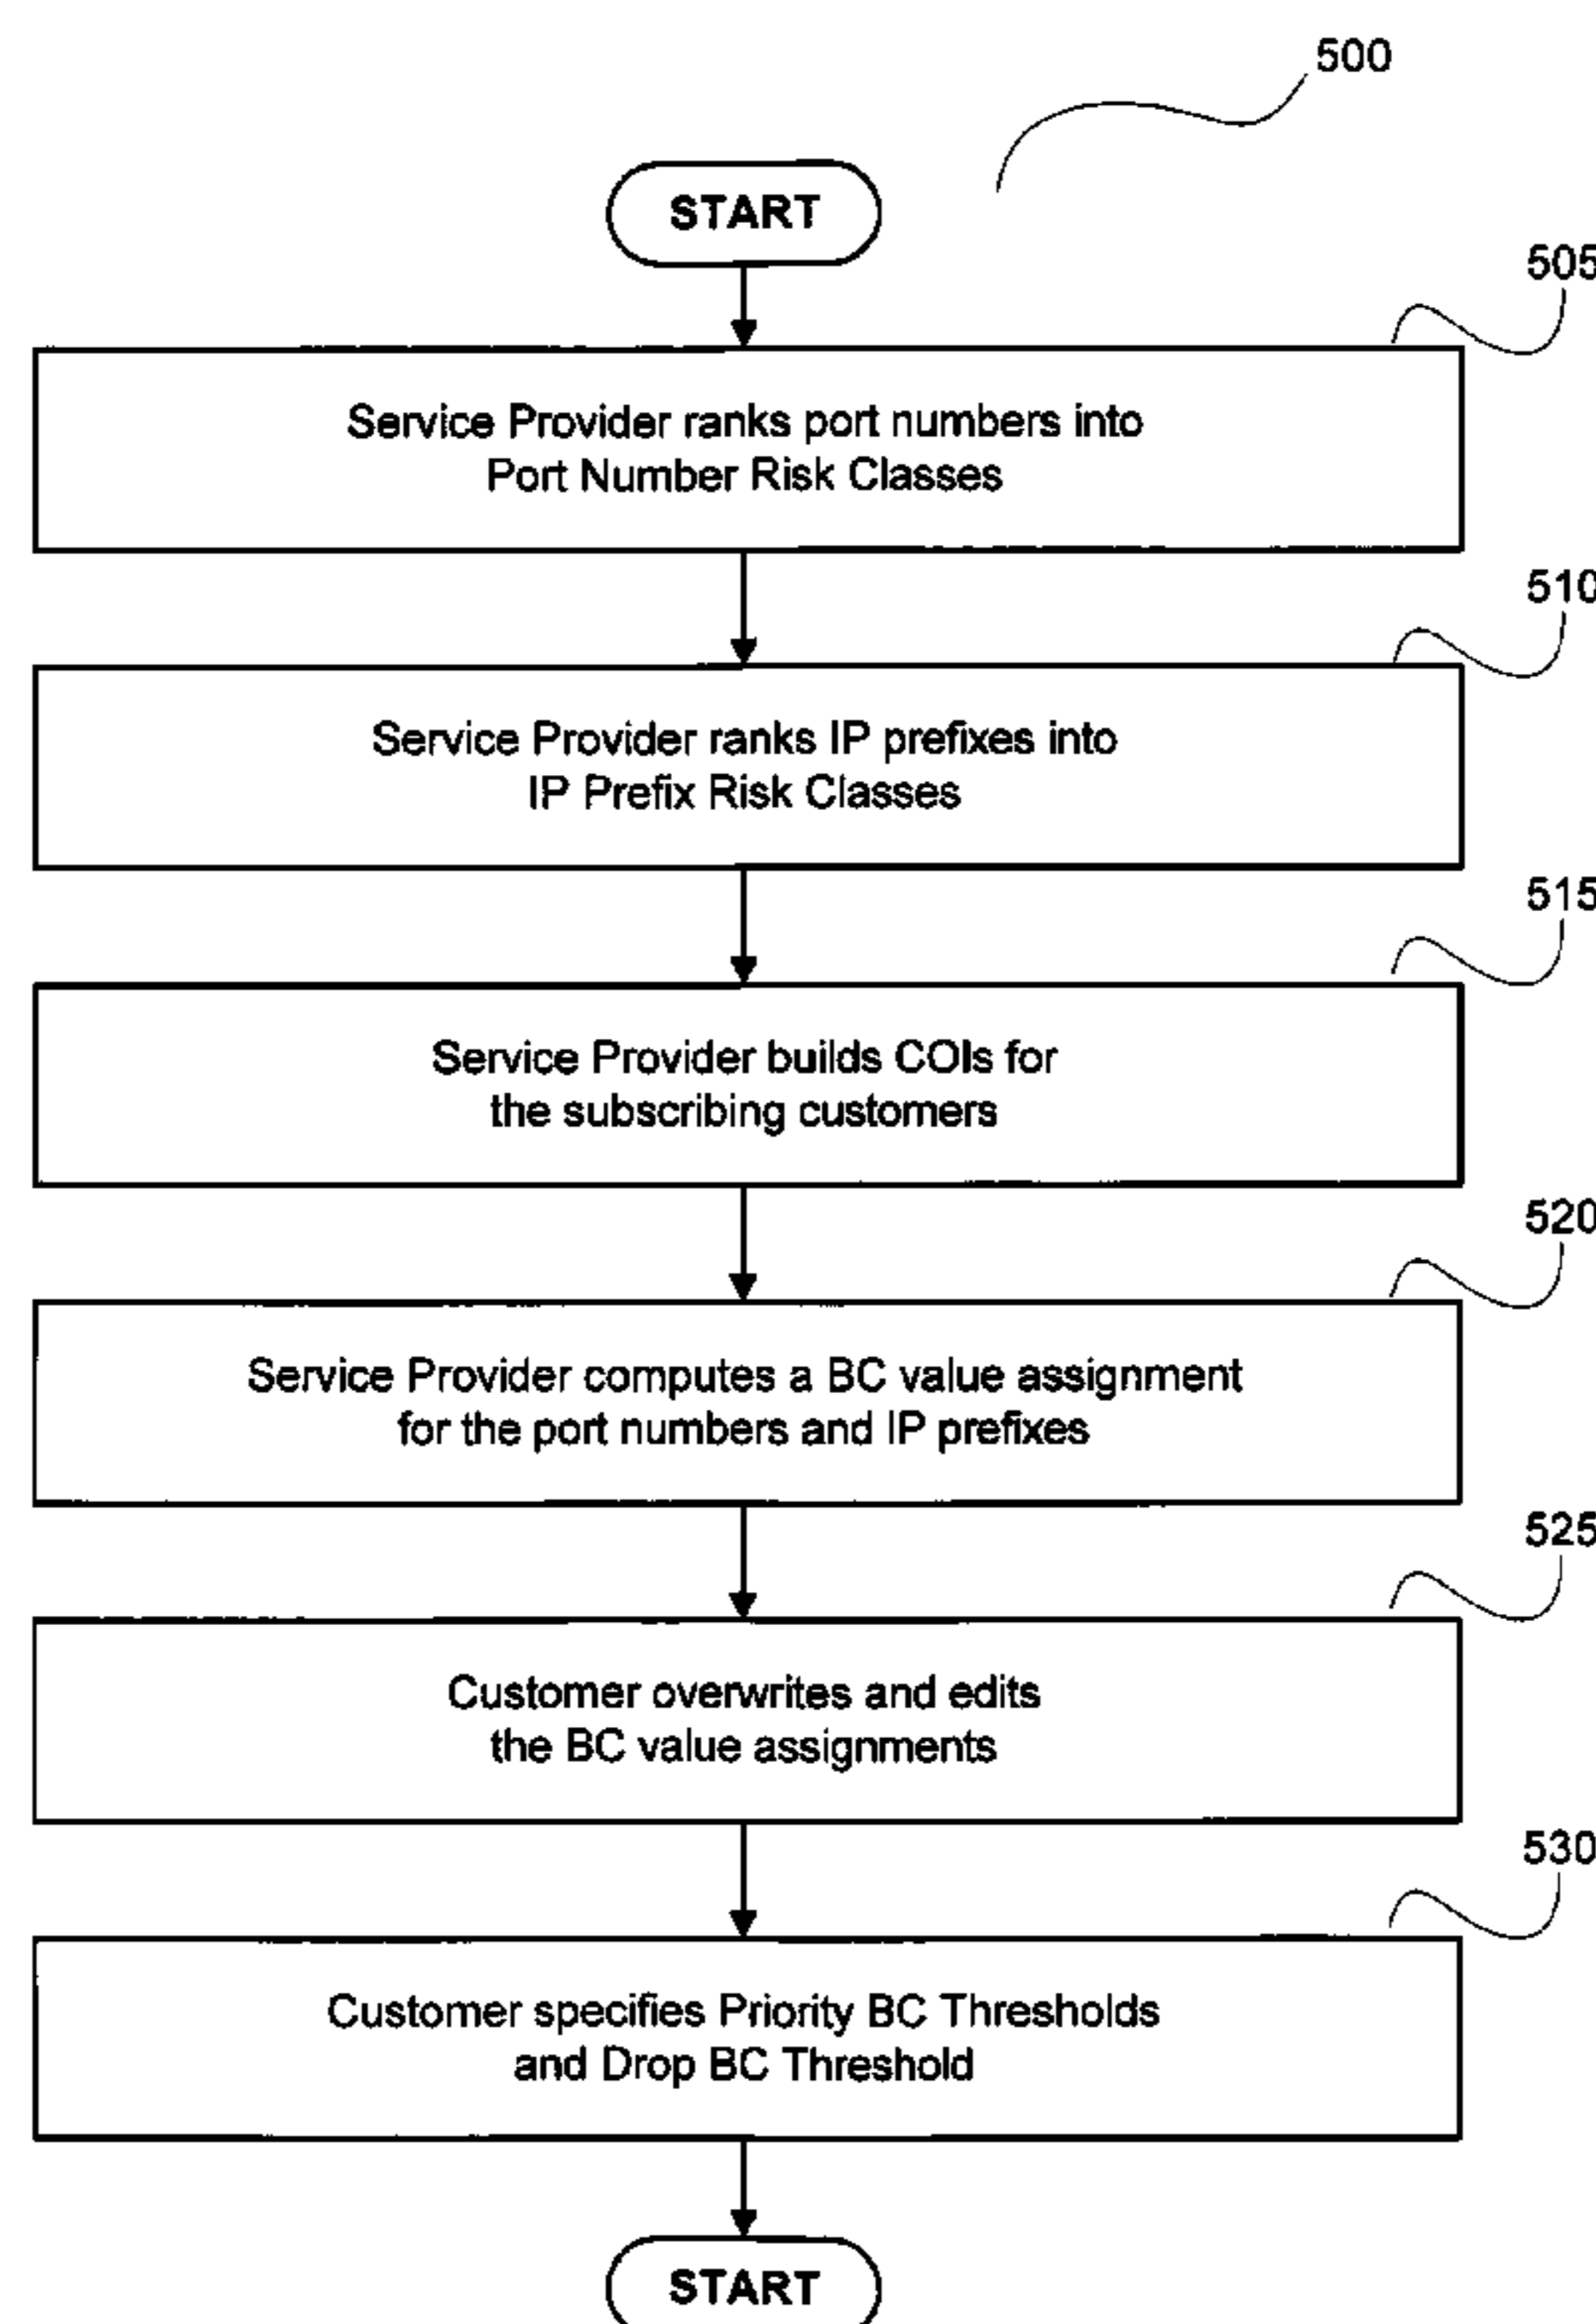 500
START
505
Service Provider ranks port numbers into
Port Number Risk Classes
510
Service Provider ranks IP prefixes into
IP Prefix Risk Classes
515
Service Provider builds COIs for
the subscribing customers
520
Service Provider computes a BC value assignment
for the port numbers and IP prefixes
525
Customer overwrites and edits
the BC value assignments
530
Customer specifies Priority BC Thresholds
and Drop BC Threshold
START